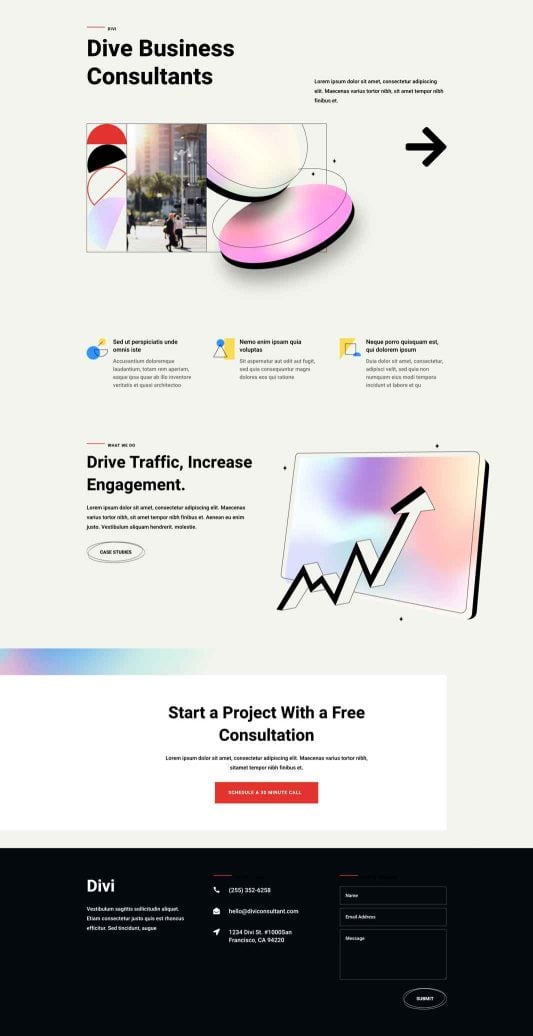 DIVI
Dive Business
Consultants
Lorem ipsum dolor sit amet, consectetur adipiscing
elit. Maecenas varius tortor nibh, sit amet tempor nibh
finibus et.
Sed ut perspiciatis unde
omnis iste
Accusantium doloremque
laudantium, totam rem aperiam,
eaque ipsa quae ab illo inventore
veritatis et quasi architectoo
Nemo enim ipsam quia
voluptas
Sit aspernatur aut odit aut fugit,
sed quia consequuntur magni
dolores eos qui ratione
Neque porro quisquam est,
qui dolorem ipsum
Quia dolor sit amet, consectetur,
adipisci velit, sed quia non
numquam eius modi tempora
incidunt ut labore et qu
WHAT WE DO
Drive Traffic, Increase
Engagement.
Lorem ipsum dolor sit amet, consectetur adipiscing elit. Maecenas
varius tortor nibh, sit amet tempor nibh finibus et. Aenean eu enim
justo. Vestibulum aliquam hendrerit. molestie.
CASE STUDIES
Start a Project With a Free
Consultation
Lorem ipsum dolor sit amet, consectetur adipiscing elit. Maecenas varius tortor nibh,
sitamet tempor nibh finibus et.
SCHEDULE A 30 MINUTE CALL
Divi
Vestibulum sagittis sollicitudin aliquet.
Etiam consectetur justo quis est rhoncus
efficitur. Sed tincidunt, augue
(255) 352-6258
hello@diviconsultant.com
1234 Divi St. #1000San
Francisco, CA 94220
Name
Email Address
Message
SUBMIT